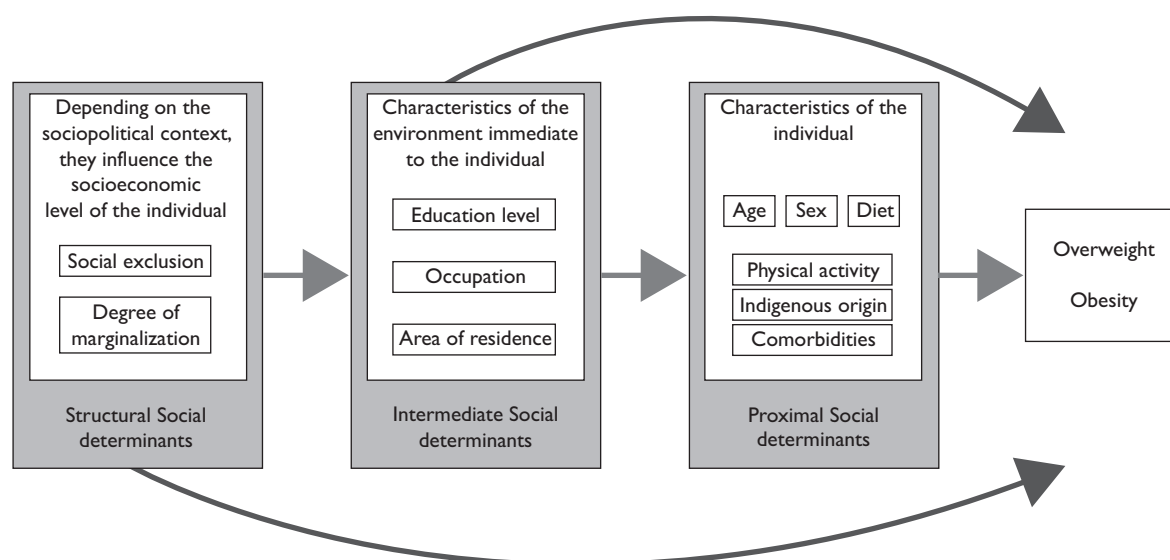 Depending on the
sociopolitical context,
they influence the
socioeconomic
level of the individual
Social exclusion
Degree of
marginalization
Structural Social
determinants
Characteristics of the
environment immediate
to the individual
Education level
Occupation
Area of residence
Intermediate Social
determinants
Characteristics of the
individual
Age
Sex
Diet
Physical activity
Indigenous origin
Comorbidities
Proximal Social
determinants
Overweight
Obesity